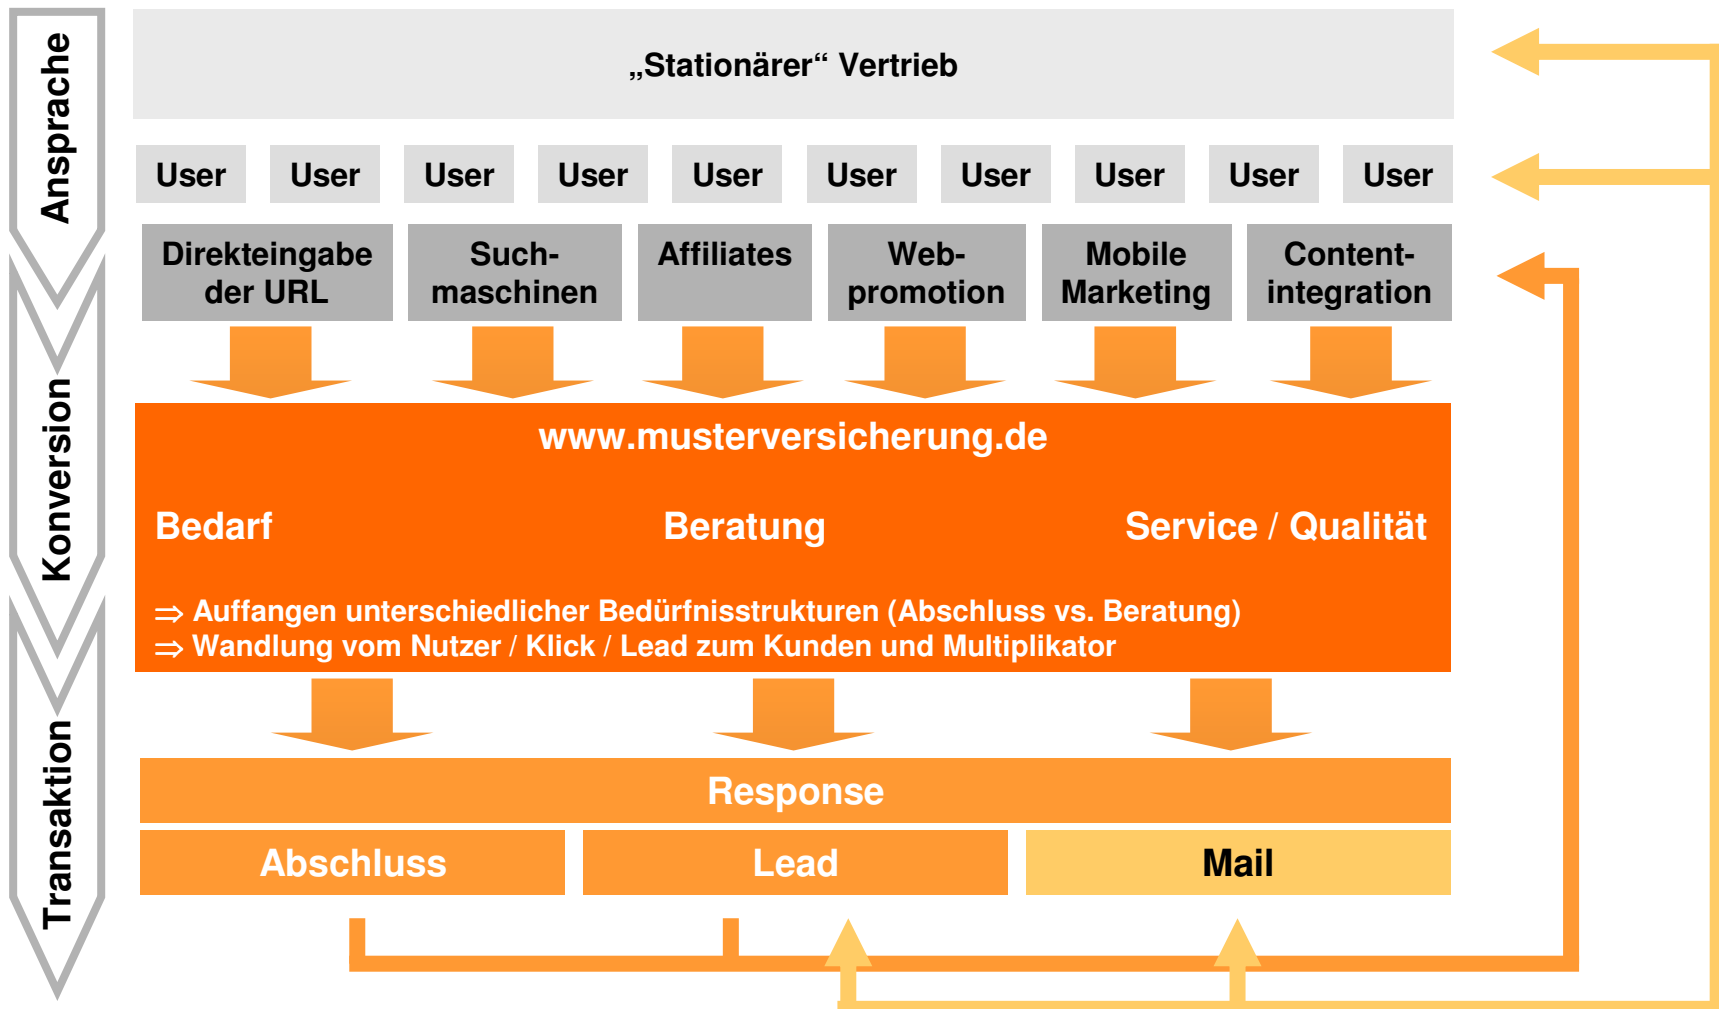 Ansprache
Konversion
Transaktion
„Stationärer“ Vertrieb
User User User User User User User User User User
Direkteingabe
der URL
Such-
maschinen
Affiliates
Web-
promotion
Mobile
Marketing
Content-
integration
www.musterversicherung.de
Bedarf Beratung Service / Qualität
⇒ Auffangen unterschiedlicher Bedürfnisstrukturen (Abschluss vs. Beratung)
⇒ Wandlung vom Nutzer / Klick / Lead zum Kunden und Multiplikator
Response
Abschluss Lead Mail